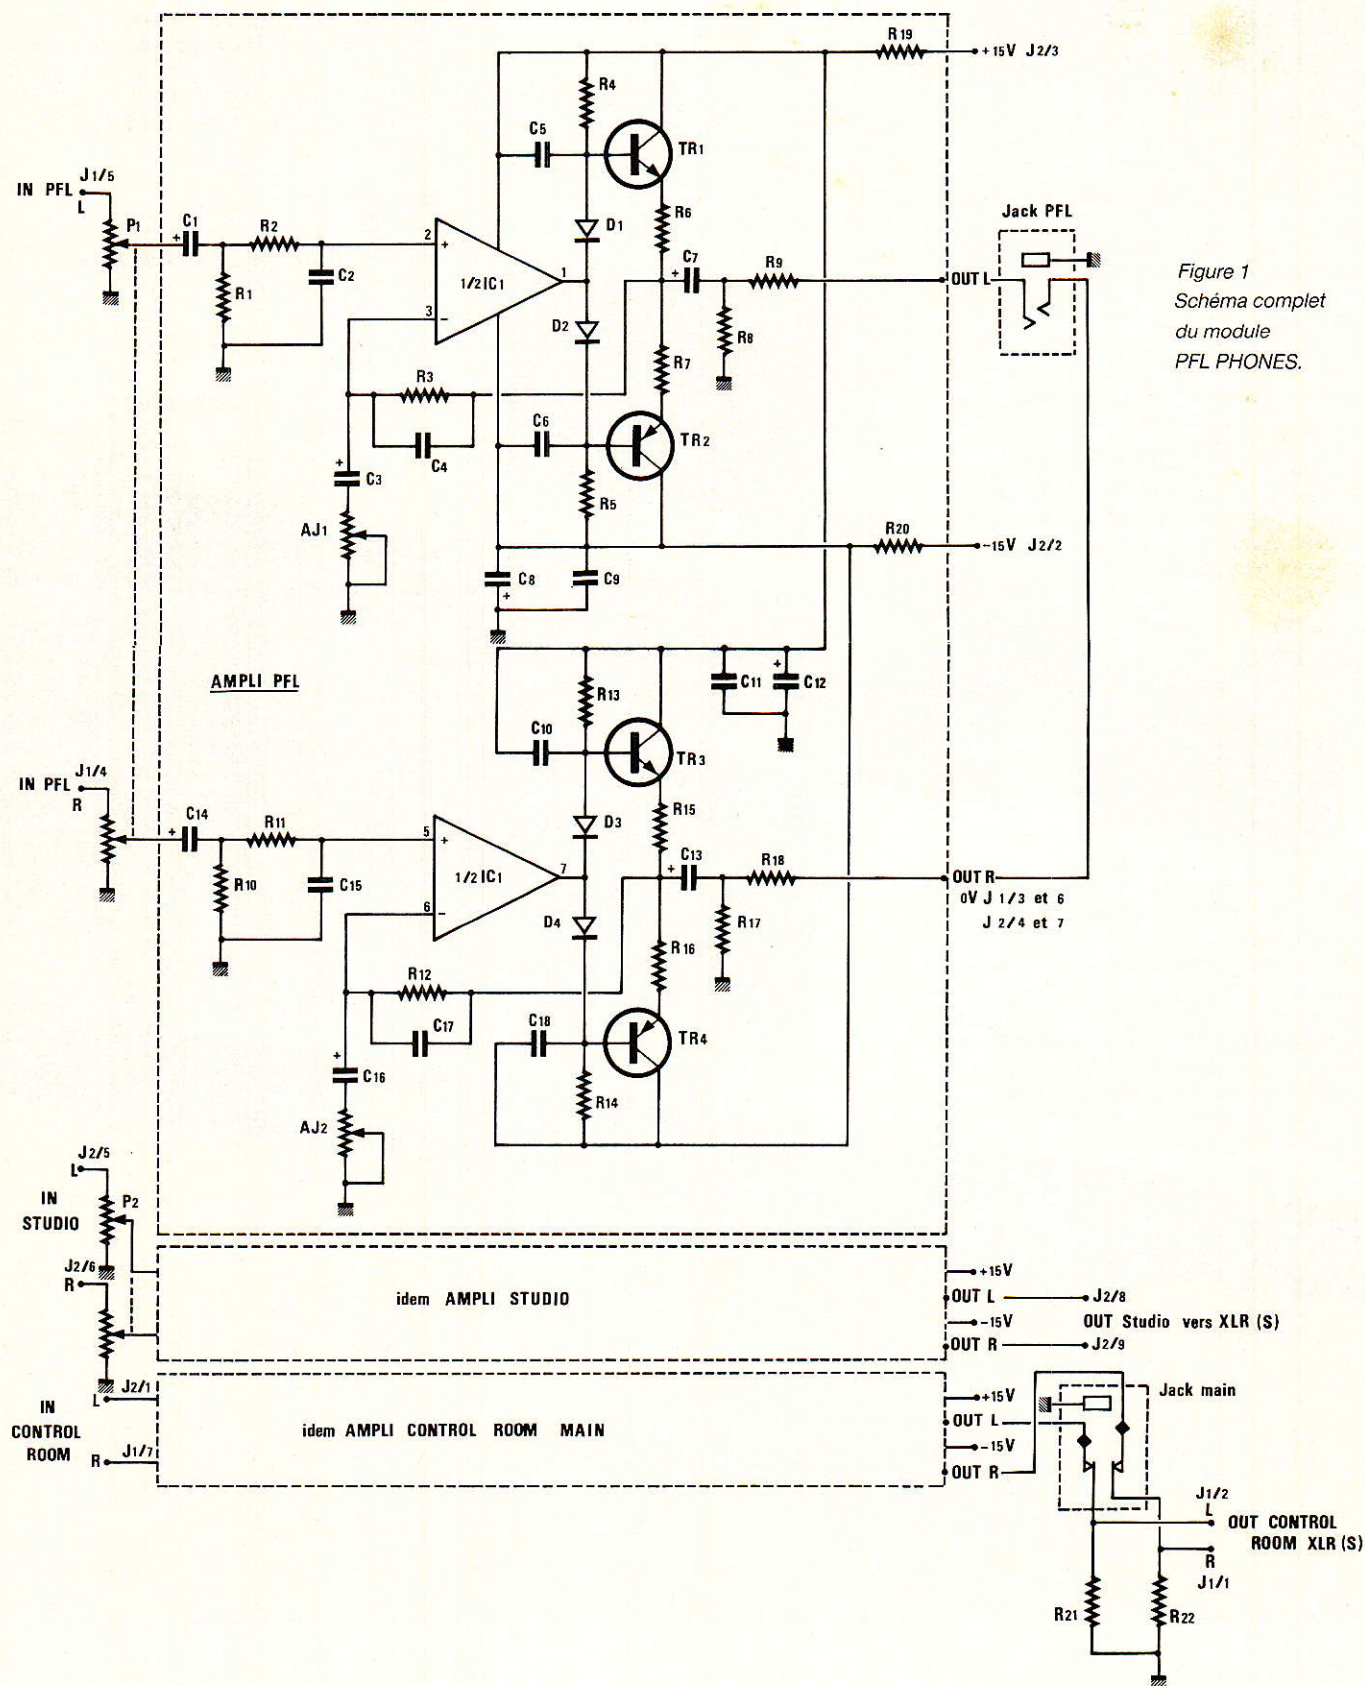 R19
+15V J2/3
R4
C5
TR1
J1/5
IN PFL
L
P1
C1
+
R2
2
+
D1
R6
Jack PFL
C7
+
R9
1/2 IC1
1
OUT L
R1
C2
3
−
D2
R8
R7
Figure 1
Schéma complet
du module
PFL PHONES.
R3
C4
C6
TR2
+
C3
R5
AJ1
R20
−15V J2/2
C8
+
C9
AMPLI PFL
R13
C11
+
C12
C10
TR3
J1/4
IN PFL
R
C14
+
R11
5
+
D3
R15
C13
+
R18
1/2 IC1
7
OUT R
0V J 1/3 et 6
J 2/4 et 7
R10
C15
6
−
D4
R17
R16
R12
C17
C18
TR4
+
C16
R14
AJ2
J2/5
L
IN
STUDIO
P2
J2/6
R
idem AMPLI STUDIO
+15V
OUT L
J2/8
−15V
OUT Studio vers XLR (S)
OUT R
J2/9
J2/1
L
IN
CONTROL
ROOM
J1/7
R
idem AMPLI CONTROL ROOM MAIN
+15V
OUT L
−15V
OUT R
Jack main
J1/2
L
OUT CONTROL
ROOM XLR (S)
R
J1/1
R21
R22